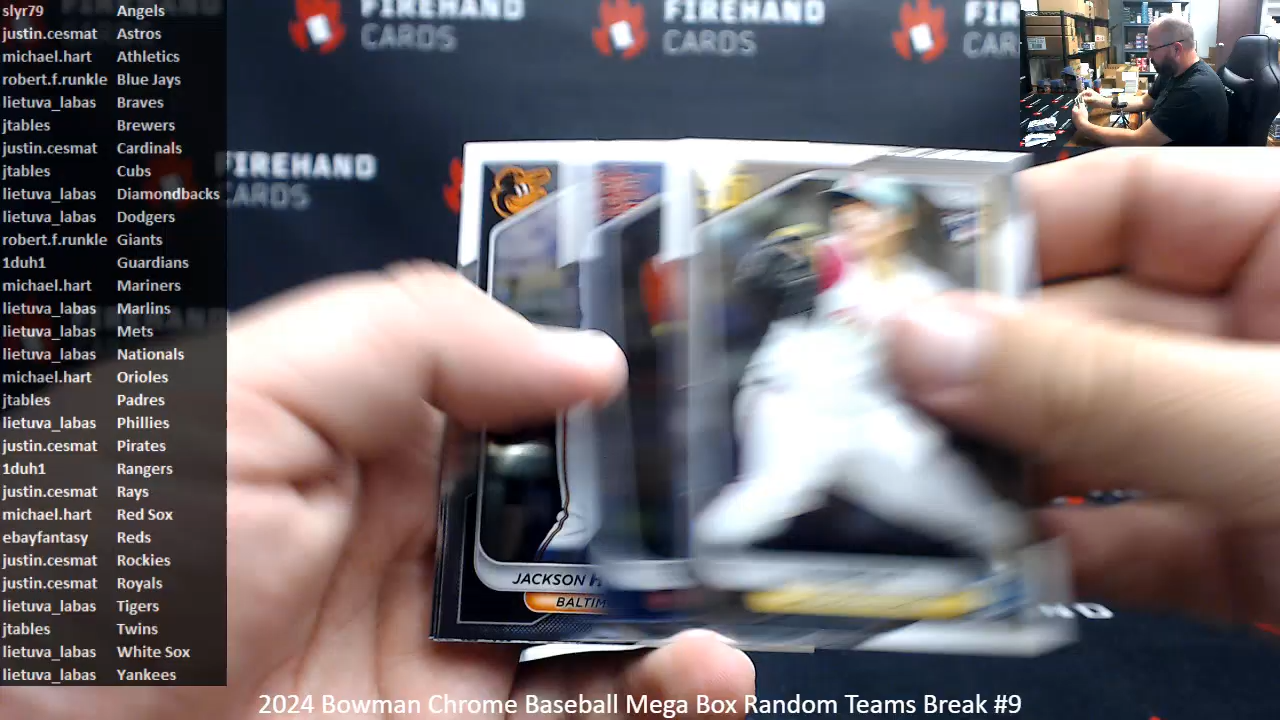 slyr79 Angels
justin.cesmat Astros
michael.hart Athletics
robert.f.runkle Blue Jays
lietuva_labas Braves
jtables Brewers
justin.cesmat Cardinals
jtables Cubs
lietuva_labas Diamondbacks
lietuva_labas Dodgers
robert.f.runkle Giants
1duh1 Guardians
michael.hart Mariners
lietuva_labas Marlins
lietuva_labas Mets
lietuva_labas Nationals
michael.hart Orioles
jtables Padres
lietuva_labas Phillies
justin.cesmat Pirates
1duh1 Rangers
justin.cesmat Rays
michael.hart Red Sox
ebayfantasy Reds
justin.cesmat Rockies
justin.cesmat Royals
lietuva_labas Tigers
jtables Twins
lietuva_labas White Sox
lietuva_labas Yankees
FIREHAND CARDS
FIREHAND CARDS
FIR
CAR
FIREHAND
CARDS
JACKSON H
BALTIM
2024 Bowman Chrome Baseball Mega Box Random Teams Break #9